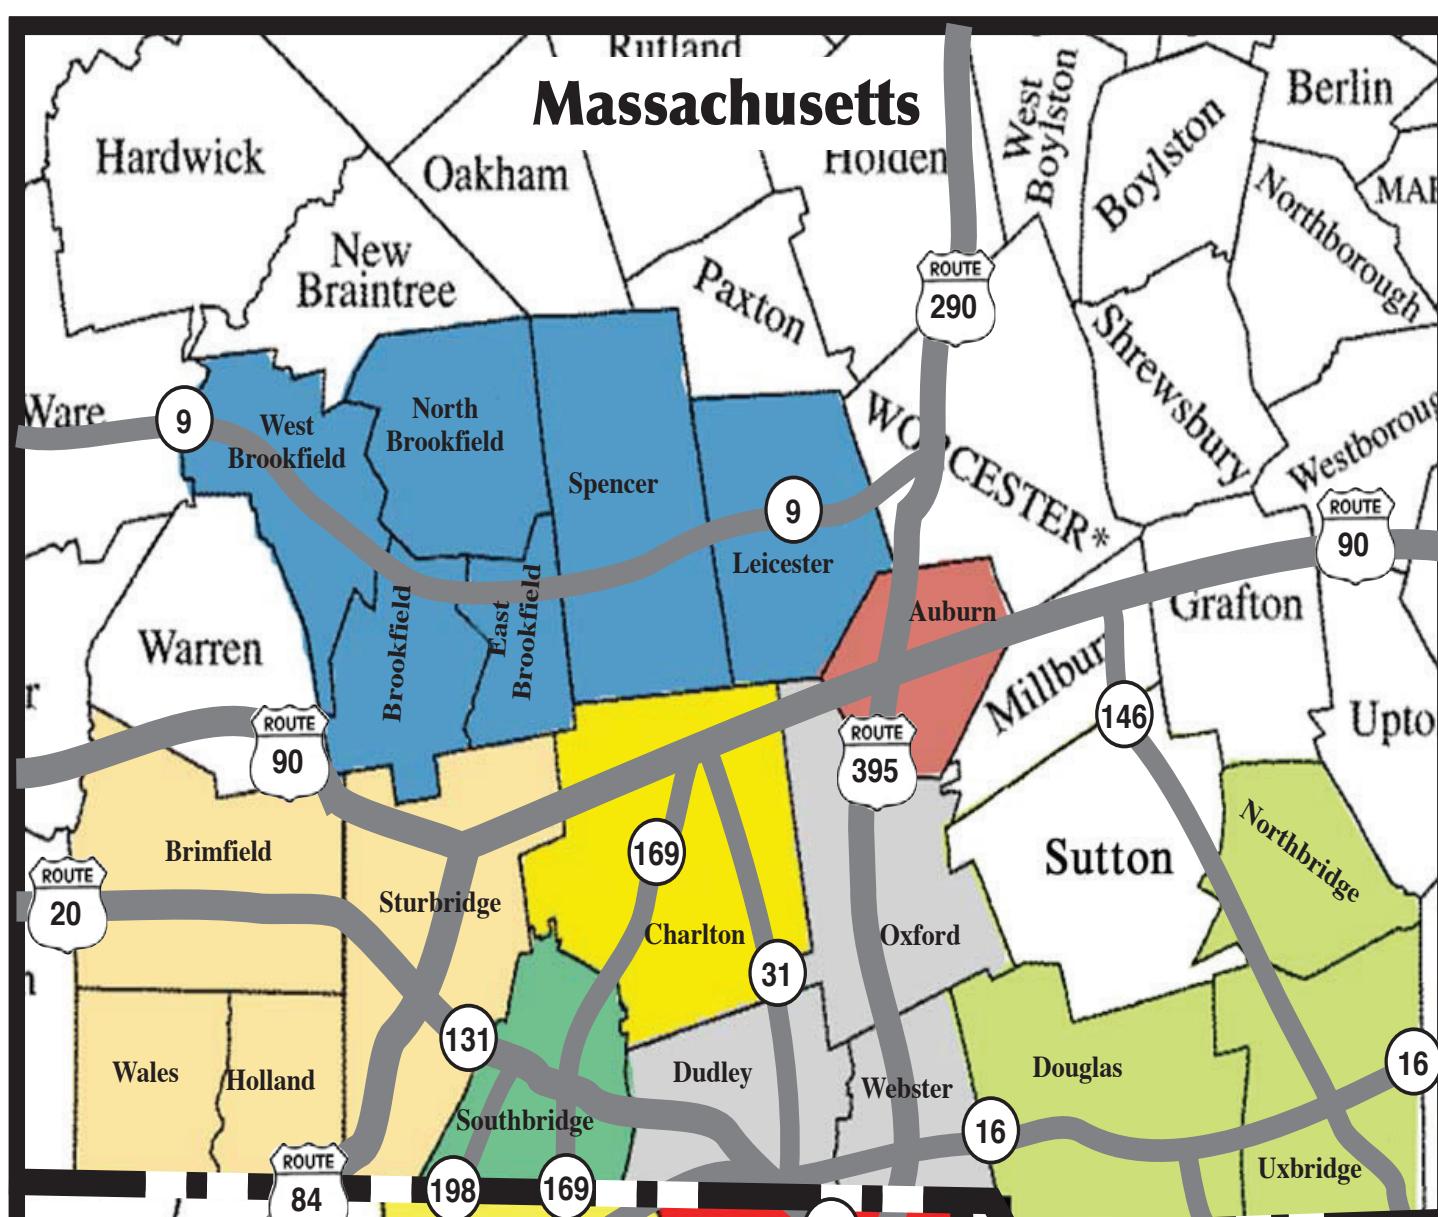 Rutland
Massachusetts
West
Boylston
Boylston
Berlin
Hardwick
Oakham
Holden
Northborough
New
Braintree
Paxton
ROUTE
290
Shrewsbury
Ware
9
West
Brookfield
North
Brookfield
Spencer
9
Leicester
WORCESTER*
Westboroug
ROUTE
90
Warren
Brookfield
East
Brookfield
Auburn
Grafton
Millbur
146
Upto
r
ROUTE
90
ROUTE
395
Brimfield
169
Sutton
Northbridge
ROUTE
20
Sturbridge
Charlton
Oxford
31
131
Wales
Holland
Dudley
Webster
Douglas
16
Southbridge
16
Uxbridge
ROUTE
84
198
169